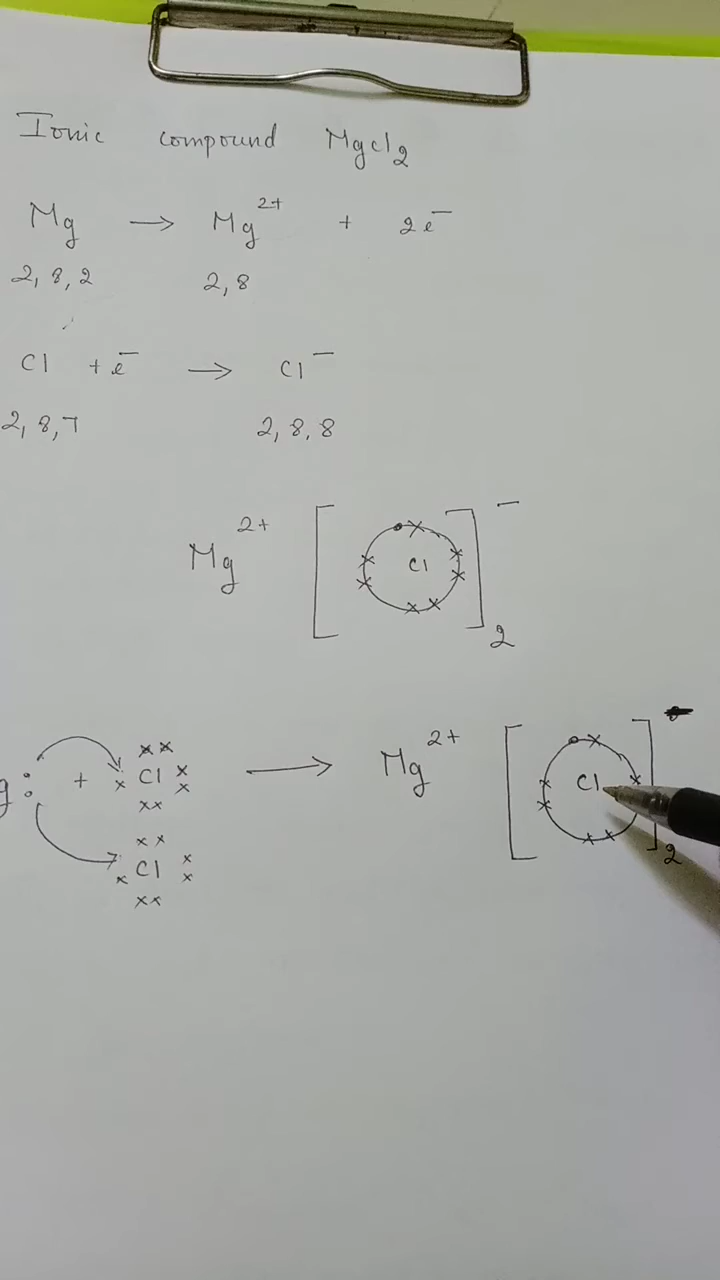 Ionic compound Mgcl2
Mg → Mg2+ + 2e−
2, 8, 2 2, 8
Cl + e− → Cl−
2, 8, 7 2, 8, 8
Mg2+ [ Cl ]−2
g : + Cl → Mg2+ [ Cl ] 2
Cl